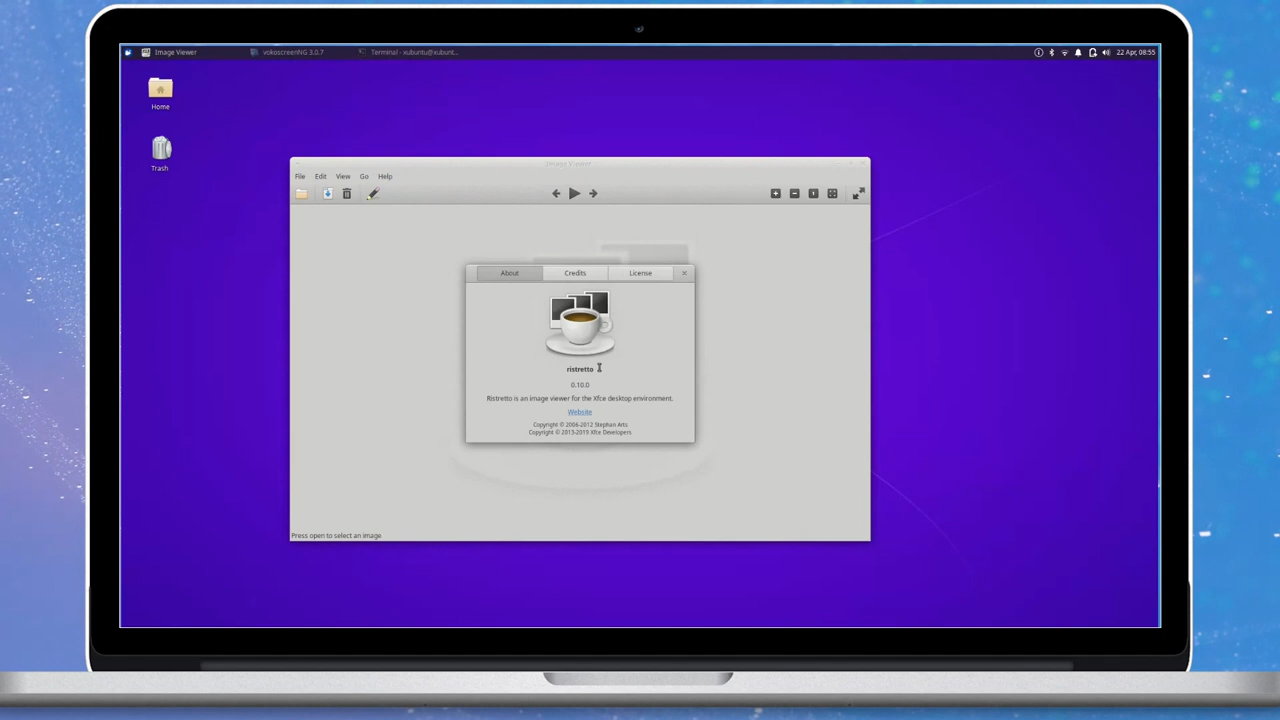 Image Viewer
vokoscreenNG 3.0.7
Terminal - xubuntu@xubunt...
22 Apr, 08:55
Home
Trash
Image Viewer
File Edit View Go Help
About Credits License
ristretto
0.10.0
Ristretto is an image viewer for the Xfce desktop environment.
Website
Copyright © 2006-2012 Stephan Arts
Copyright © 2013-2019 Xfce Developers
Press open to select an image